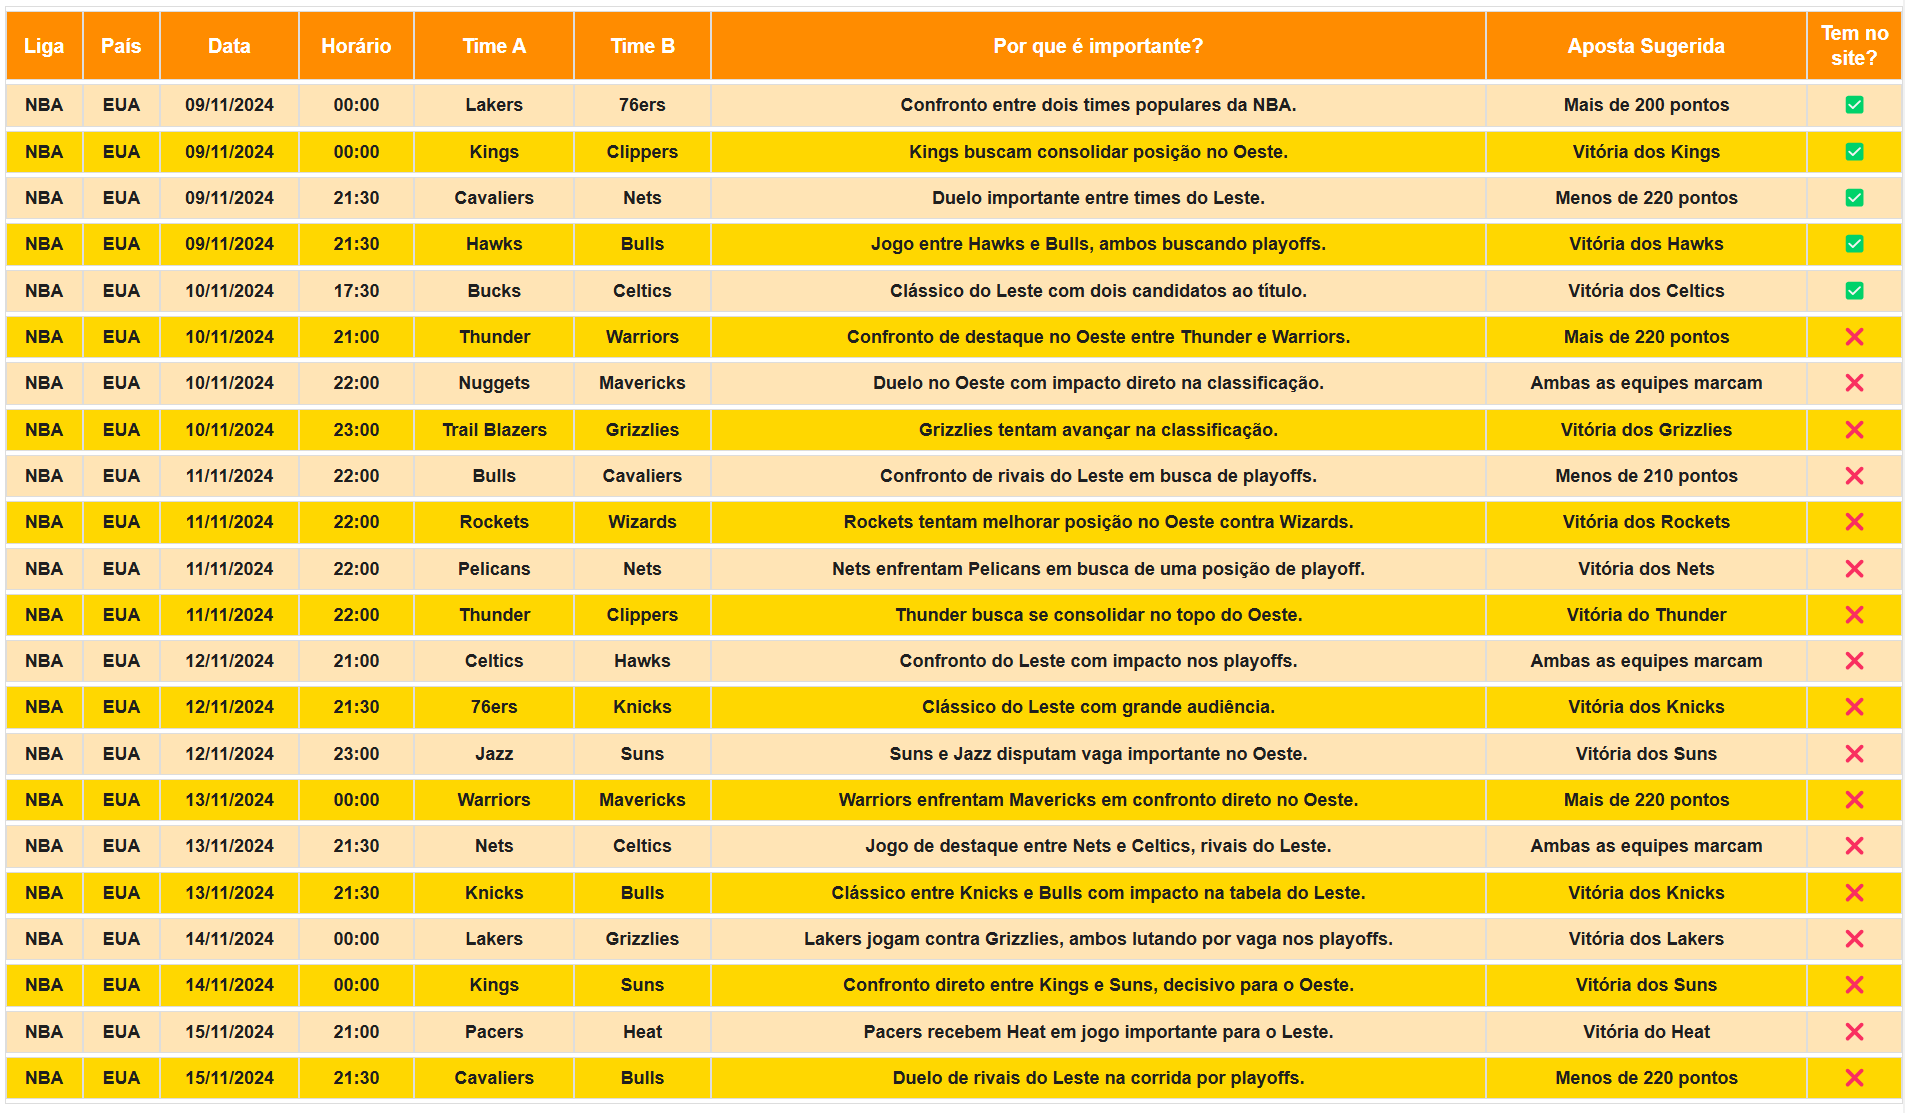 Liga País Data Horário Time A Time B Por que é importante? Aposta Sugerida Tem no site?
NBA EUA 09/11/2024 00:00 Lakers 76ers Confronto entre dois times populares da NBA. Mais de 200 pontos ✅
NBA EUA 09/11/2024 00:00 Kings Clippers Kings buscam consolidar posição no Oeste. Vitória dos Kings ✅
NBA EUA 09/11/2024 21:30 Cavaliers Nets Duelo importante entre times do Leste. Menos de 220 pontos ✅
NBA EUA 09/11/2024 21:30 Hawks Bulls Jogo entre Hawks e Bulls, ambos buscando playoffs. Vitória dos Hawks ✅
NBA EUA 10/11/2024 17:30 Bucks Celtics Clássico do Leste com dois candidatos ao título. Vitória dos Celtics ✅
NBA EUA 10/11/2024 21:00 Thunder Warriors Confronto de destaque no Oeste entre Thunder e Warriors. Mais de 220 pontos ❌
NBA EUA 10/11/2024 22:00 Nuggets Mavericks Duelo no Oeste com impacto direto na classificação. Ambas as equipes marcam ❌
NBA EUA 10/11/2024 23:00 Trail Blazers Grizzlies Grizzlies tentam avançar na classificação. Vitória dos Grizzlies ❌
NBA EUA 11/11/2024 22:00 Bulls Cavaliers Confronto de rivais do Leste em busca de playoffs. Menos de 210 pontos ❌
NBA EUA 11/11/2024 22:00 Rockets Wizards Rockets tentam melhorar posição no Oeste contra Wizards. Vitória dos Rockets ❌
NBA EUA 11/11/2024 22:00 Pelicans Nets Nets enfrentam Pelicans em busca de uma posição de playoff. Vitória dos Nets ❌
NBA EUA 11/11/2024 22:00 Thunder Clippers Thunder busca se consolidar no topo do Oeste. Vitória do Thunder ❌
NBA EUA 12/11/2024 21:00 Celtics Hawks Confronto do Leste com impacto nos playoffs. Ambas as equipes marcam ❌
NBA EUA 12/11/2024 21:30 76ers Knicks Clássico do Leste com grande audiência. Vitória dos Knicks ❌
NBA EUA 12/11/2024 23:00 Jazz Suns Suns e Jazz disputam vaga importante no Oeste. Vitória dos Suns ❌
NBA EUA 13/11/2024 00:00 Warriors Mavericks Warriors enfrentam Mavericks em confronto direto no Oeste. Mais de 220 pontos ❌
NBA EUA 13/11/2024 21:30 Nets Celtics Jogo de destaque entre Nets e Celtics, rivais do Leste. Ambas as equipes marcam ❌
NBA EUA 13/11/2024 21:30 Knicks Bulls Clássico entre Knicks e Bulls com impacto na tabela do Leste. Vitória dos Knicks ❌
NBA EUA 14/11/2024 00:00 Lakers Grizzlies Lakers jogam contra Grizzlies, ambos lutando por vaga nos playoffs. Vitória dos Lakers ❌
NBA EUA 14/11/2024 00:00 Kings Suns Confronto direto entre Kings e Suns, decisivo para o Oeste. Vitória dos Suns ❌
NBA EUA 15/11/2024 21:00 Pacers Heat Pacers recebem Heat em jogo importante para o Leste. Vitória do Heat ❌
NBA EUA 15/11/2024 21:30 Cavaliers Bulls Duelo de rivais do Leste na corrida por playoffs. Menos de 220 pontos ❌